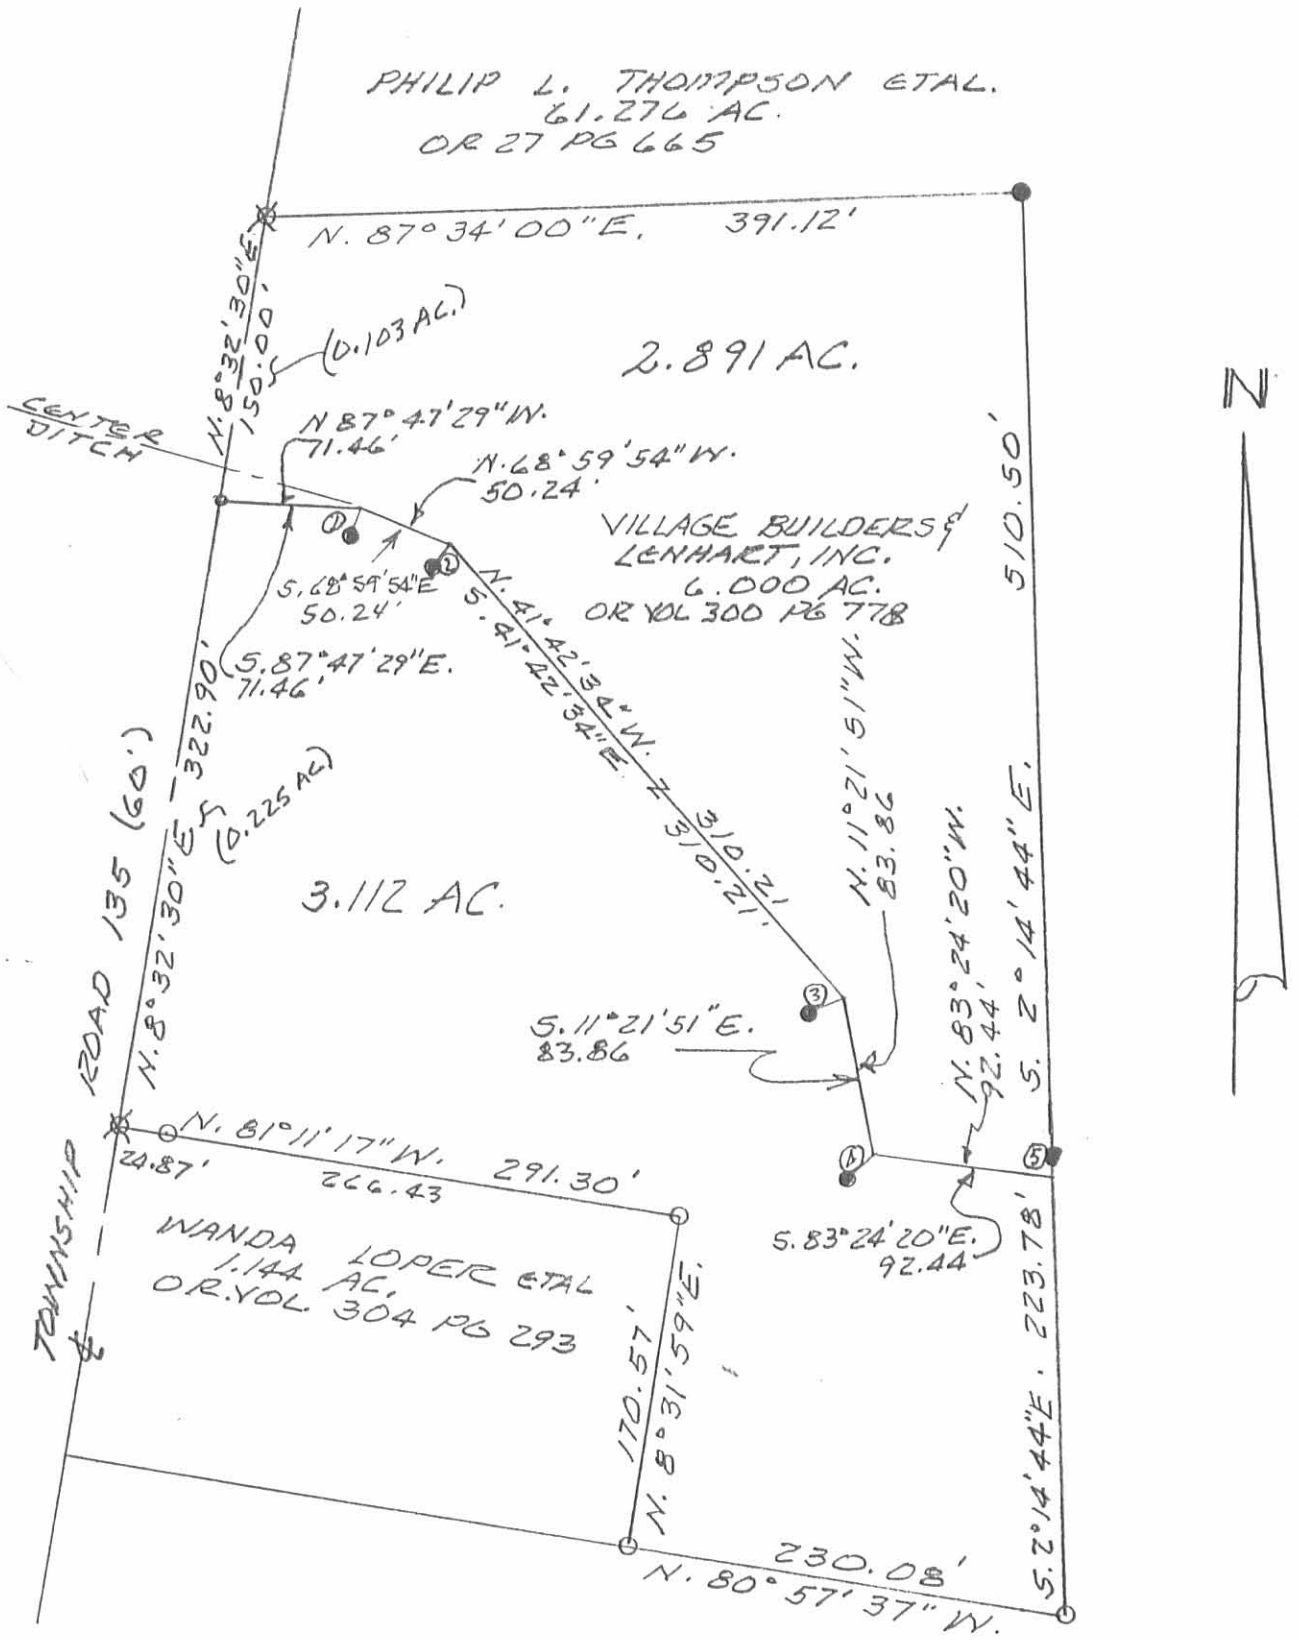 PHILIP L. THOMPSON ETAL.
61.276 AC.
OR 27 PG 665
N. 87° 34' 00" E. 391.12'
N. 8° 32' 30" E
150.00'
(0.103 AC.)
2.891 AC.
CENTER
DITCH
N 87° 47' 29" W.
71.46'
N. 68° 59' 54" W.
50.24'
N
510.50'
S. 2° 14' 44" E.
VILLAGE BUILDERS &
LENHART, INC.
6.000 AC.
OR VOL 300 PG 778
1
2
S. 68° 59' 54" E
50.24'
S. 87° 47' 29" E.
71.46'
N. 41° 42' 34" W.
S. 41° 42' 34" E.
310.21'
310.21'
N. 11° 21' 51" W.
83.86
N. 83° 24' 20" W.
92.44'
N. 8° 32' 30" E - 322.90'
(0.225 AC)
TOWNSHIP ROAD 135 (60')
3.112 AC.
3
S. 11° 21' 51" E.
83.86
4
5
N. 81° 11' 17" W. 291.30'
24.87'
266.43
S. 83° 24' 20" E.
92.44
WANDA LOPER ETAL
1.144 AC.
OR. VOL. 304 PG 293
℄
170.57'
N. 8° 31' 59" E.
S. 2° 14' 44" E. 223.78'
230.08'
N. 80° 57' 37" W.